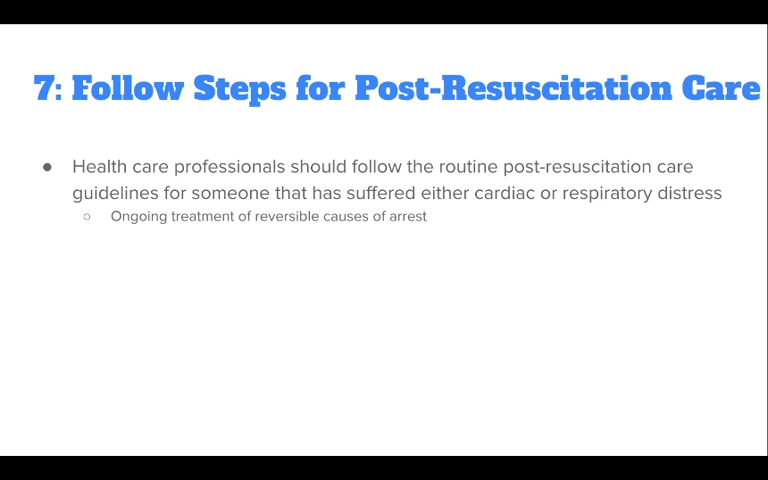 7: Follow Steps for Post-Resuscitation Care
● Health care professionals should follow the routine post-resuscitation care
guidelines for someone that has suffered either cardiac or respiratory distress
○ Ongoing treatment of reversible causes of arrest